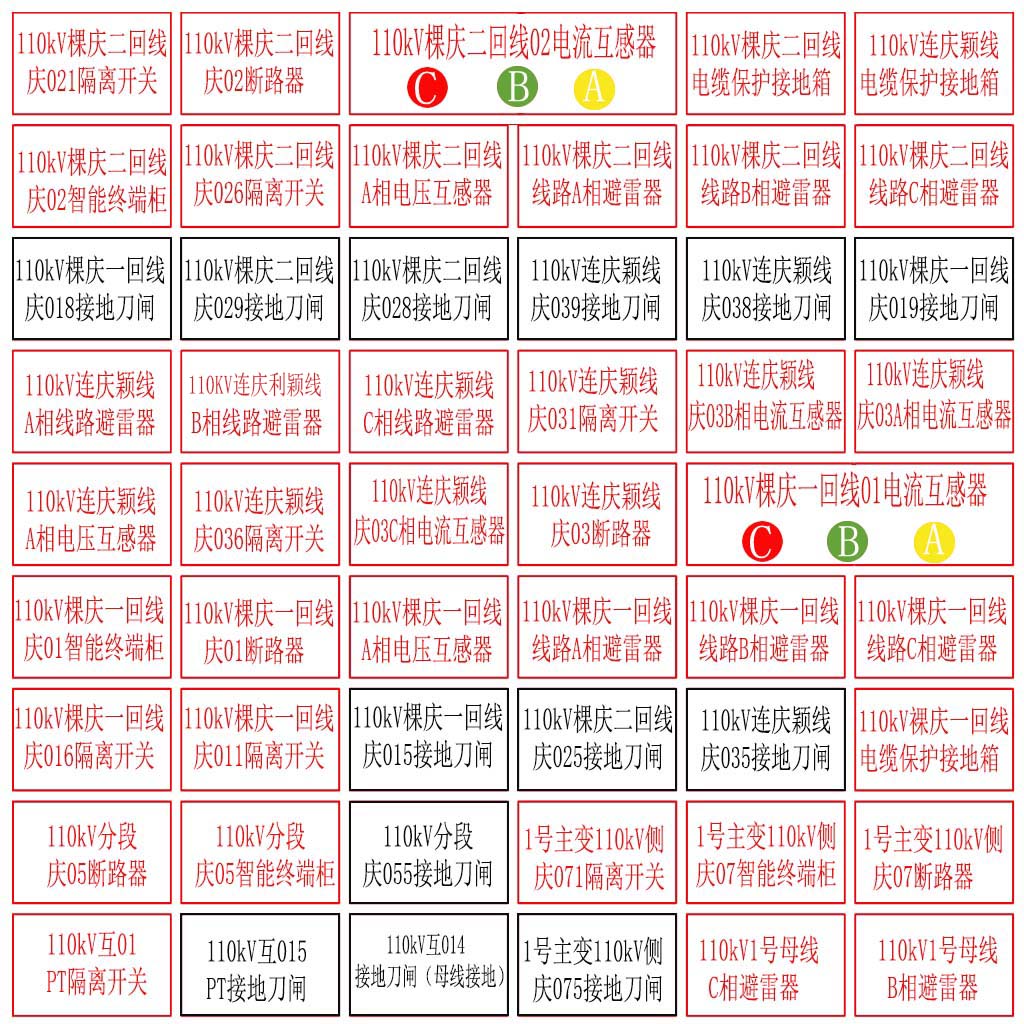 110kV棵庆二回线
庆021隔离开关
110kV棵庆二回线
庆02断路器
110kV棵庆二回线02电流互感器
C B A
110kV棵庆二回线
电缆保护接地箱
110kV连庆颖线
电缆保护接地箱
110kV棵庆二回线
庆02智能终端柜
110kV棵庆二回线
庆026隔离开关
110kV棵庆二回线
A相电压互感器
110kV棵庆二回线
线路A相避雷器
110kV棵庆二回线
线路B相避雷器
110kV棵庆二回线
线路C相避雷器
110kV棵庆一回线
庆018接地刀闸
110kV棵庆二回线
庆029接地刀闸
110kV棵庆二回线
庆028接地刀闸
110kV连庆颖线
庆039接地刀闸
110kV连庆颖线
庆038接地刀闸
110kV棵庆一回线
庆019接地刀闸
110kV连庆颖线
A相线路避雷器
110KV连庆利颖线
B相线路避雷器
110kV连庆颖线
C相线路避雷器
110kV连庆颖线
庆031隔离开关
110kV连庆颖线
庆03B相电流互感器
110kV连庆颖线
庆03A相电流互感器
110kV连庆颖线
A相电压互感器
110kV连庆颖线
庆036隔离开关
110kV连庆颖线
庆03C相电流互感器
110kV连庆颖线
庆03断路器
110kV棵庆一回线01电流互感器
C B A
110kV棵庆一回线
庆01智能终端柜
110kV棵庆一回线
庆01断路器
110kV棵庆一回线
A相电压互感器
110kV棵庆一回线
线路A相避雷器
110kV棵庆一回线
线路B相避雷器
110kV棵庆一回线
线路C相避雷器
110kV棵庆一回线
庆016隔离开关
110kV棵庆一回线
庆011隔离开关
110kV棵庆一回线
庆015接地刀闸
110kV棵庆二回线
庆025接地刀闸
110kV连庆颖线
庆035接地刀闸
110kV裸庆一回线
电缆保护接地箱
110kV分段
庆05断路器
110kV分段
庆05智能终端柜
110kV分段
庆055接地刀闸
1号主变110kV侧
庆071隔离开关
1号主变110kV侧
庆07智能终端柜
1号主变110kV侧
庆07断路器
110kV互01
PT隔离开关
110kV互015
PT接地刀闸
110kV互014
接地刀闸（母线接地）
1号主变110kV侧
庆075接地刀闸
110kV1号母线
C相避雷器
110kV1号母线
B相避雷器